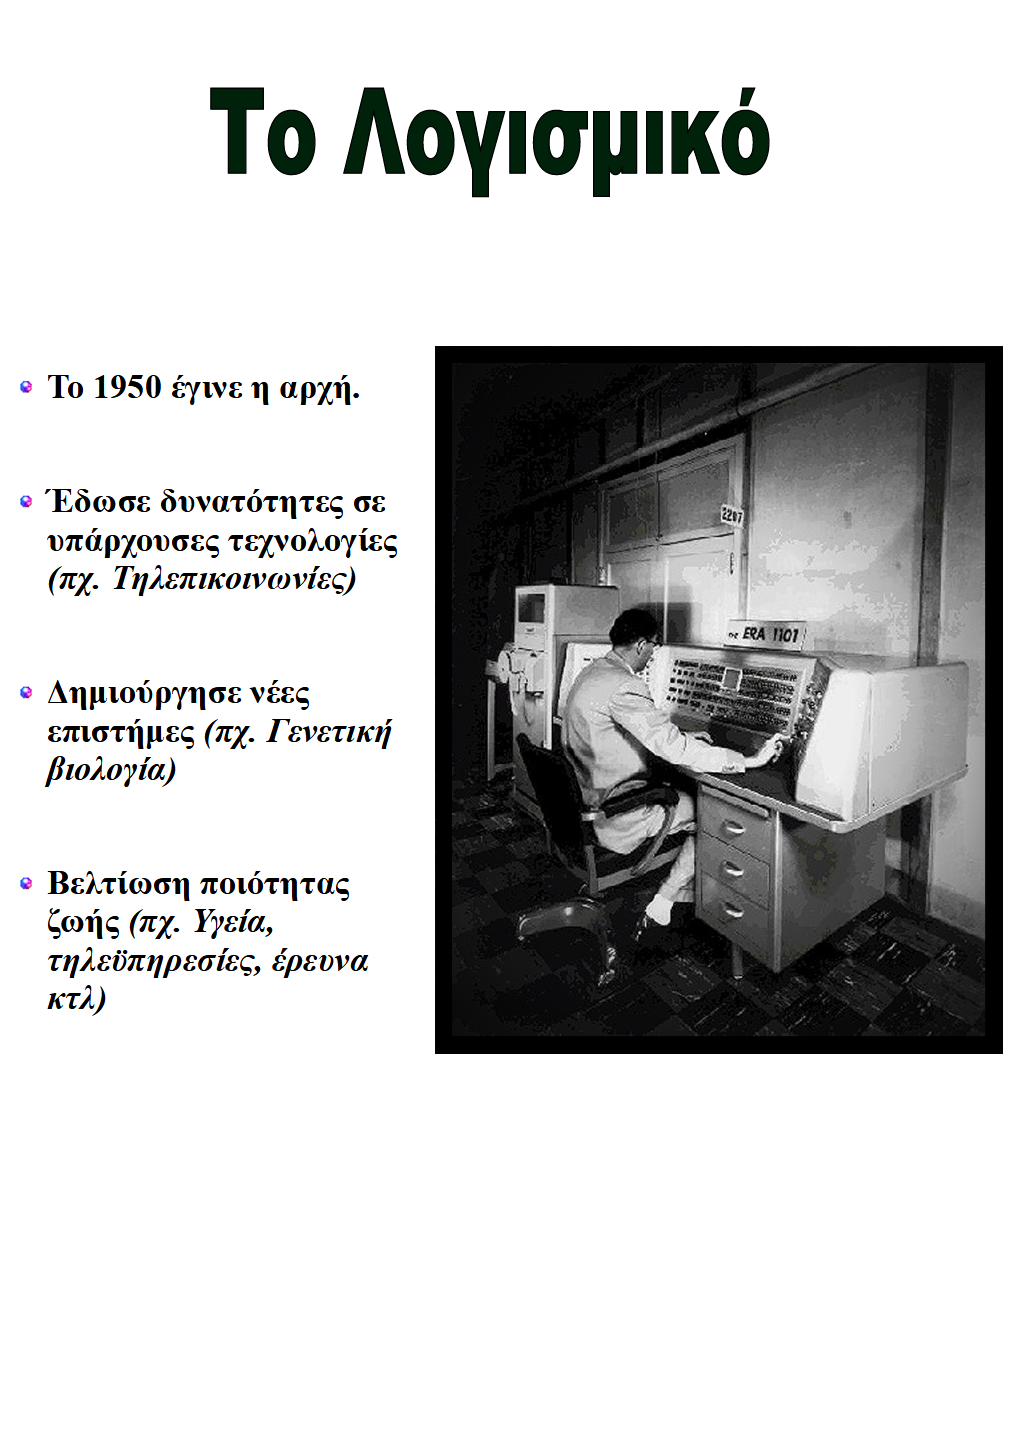 Το Λογισμικό
Το 1950 έγινε η αρχή.
Έδωσε δυνατότητες σε
υπάρχουσες τεχνολογίες
(πχ. Τηλεπικοινωνίες)
Δημιούργησε νέες
επιστήμες (πχ. Γενετική
βιολογία)
Βελτίωση ποιότητας
ζωής (πχ. Υγεία,
τηλεϋπηρεσίες, έρευνα
κτλ)
2207
THE ERA 1101